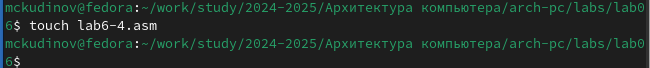 mckudinov@fedora:~/work/study/2024-2025/Архитектура компьютера/arch-pc/labs/lab0
6$ touch lab6-4.asm
mckudinov@fedora:~/work/study/2024-2025/Архитектура компьютера/arch-pc/labs/lab0
6$